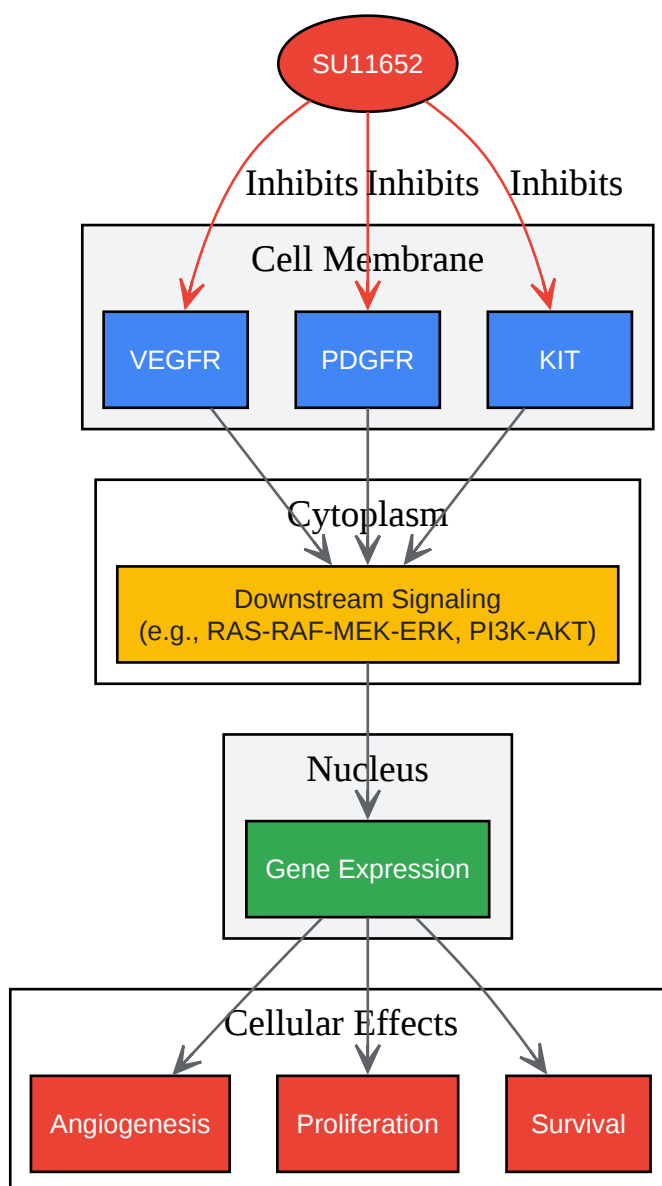 SU11652
Inhibits Inhibits Inhibits
Cell Membrane
VEGFR PDGFR KIT
Cytoplasm
Downstream Signaling
(e.g., RAS-RAF-MEK-ERK, PI3K-AKT)
Nucleus
Gene Expression
Cellular Effects
Angiogenesis Proliferation Survival